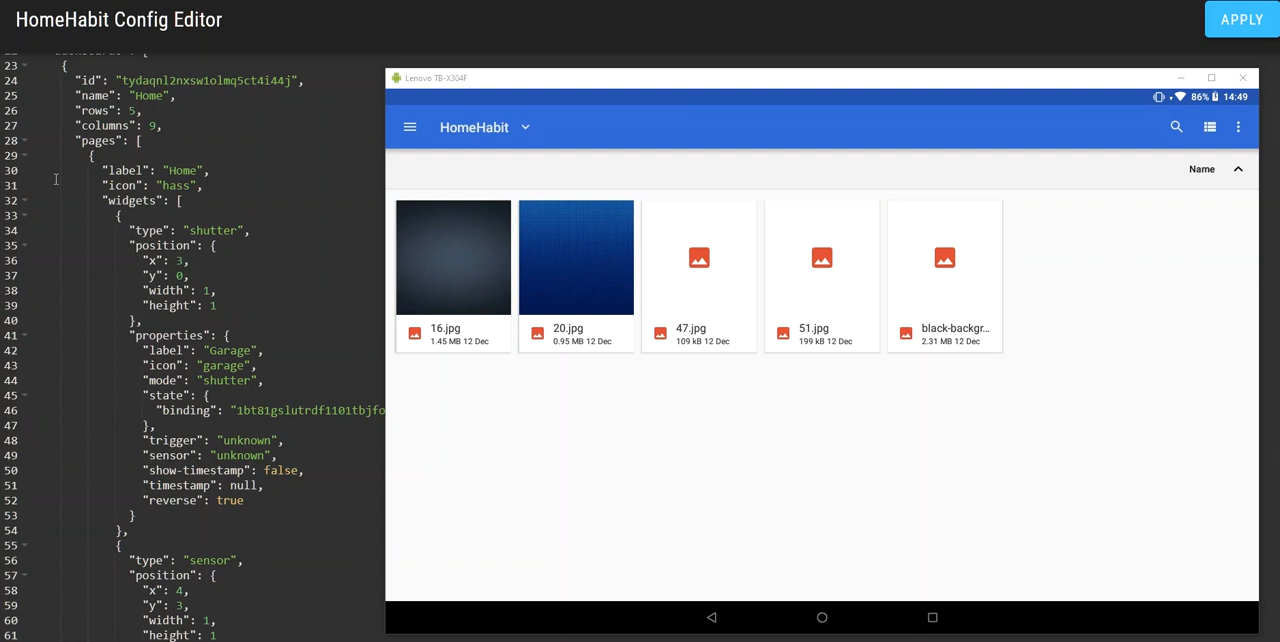 HomeHabit Config Editor
APPLY
23 {
24 "id": "tydaqnl2nxsw1olmq5ct4i44j",
25 "name": "Home",
26 "rows": 5,
27 "columns": 9,
28 "pages": [
29 {
30 "label": "Home",
31 "icon": "hass",
32 "widgets": [
33 {
34 "type": "shutter",
35 "position": {
36 "x": 3,
37 "y": 0,
38 "width": 1,
39 "height": 1
40 },
41 "properties": {
42 "label": "Garage",
43 "icon": "garage",
44 "mode": "shutter",
45 "state": {
46 "binding": "1bt81gslutrdf1101tbjfo
47 },
48 "trigger": "unknown",
49 "sensor": "unknown",
50 "show-timestamp": false,
51 "timestamp": null,
52 "reverse": true
53 }
54 },
55 {
56 "type": "sensor",
57 "position": {
58 "x": 4,
59 "y": 3,
60 "width": 1,
61 "height": 1
Lenovo TB-X304F
86% 14:49
HomeHabit
Name
16.jpg
1.45 MB 12 Dec
20.jpg
0.95 MB 12 Dec
47.jpg
109 kB 12 Dec
51.jpg
199 kB 12 Dec
black-backgr...
2.31 MB 12 Dec